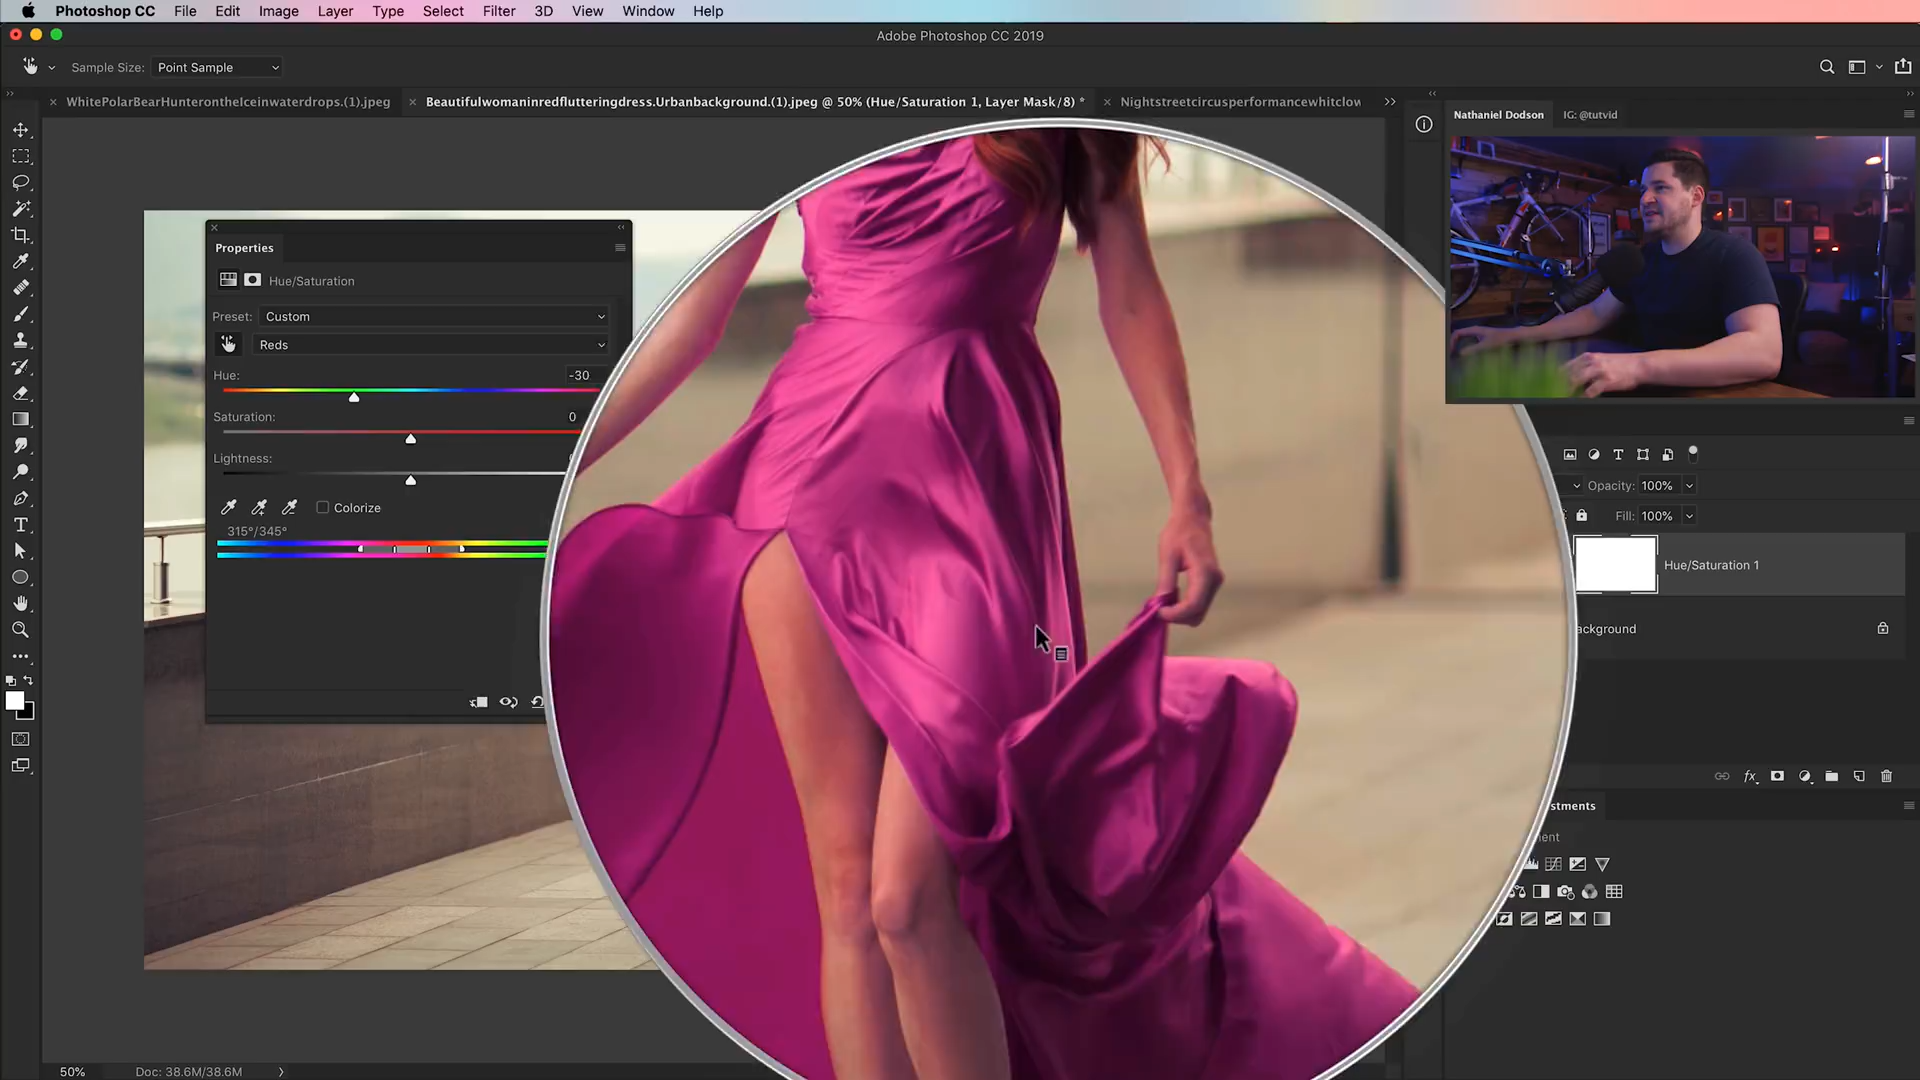 Photoshop CC File Edit Image Layer Type Select Filter 3D View Window Help
Adobe Photoshop CC 2019
Sample Size: Point Sample
WhitePolarBearHunterontheIceinwaterdrops.(1).jpeg Beautifulwomaninredflutteringdress.Urbanbackground.(1).jpeg @ 50% (Hue/Saturation 1, Layer Mask/8) * Nightstreetcircusperformancewhitclow
Nathaniel Dodson IG: @tutvid
Properties
Hue/Saturation
Preset: Custom
Reds
Hue: -30
Saturation: 0
Lightness:
Colorize
315°/345°
Opacity: 100%
Fill: 100%
Hue/Saturation 1
ackground
stments
ent
50% Doc: 38.6M/38.6M